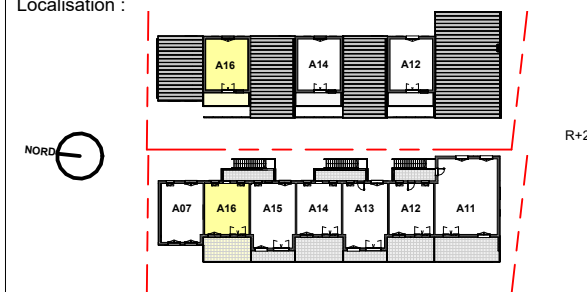 Localisation :
A16 A14 A12
NORD
R+2
A07 A16 A15 A14 A13 A12 A11